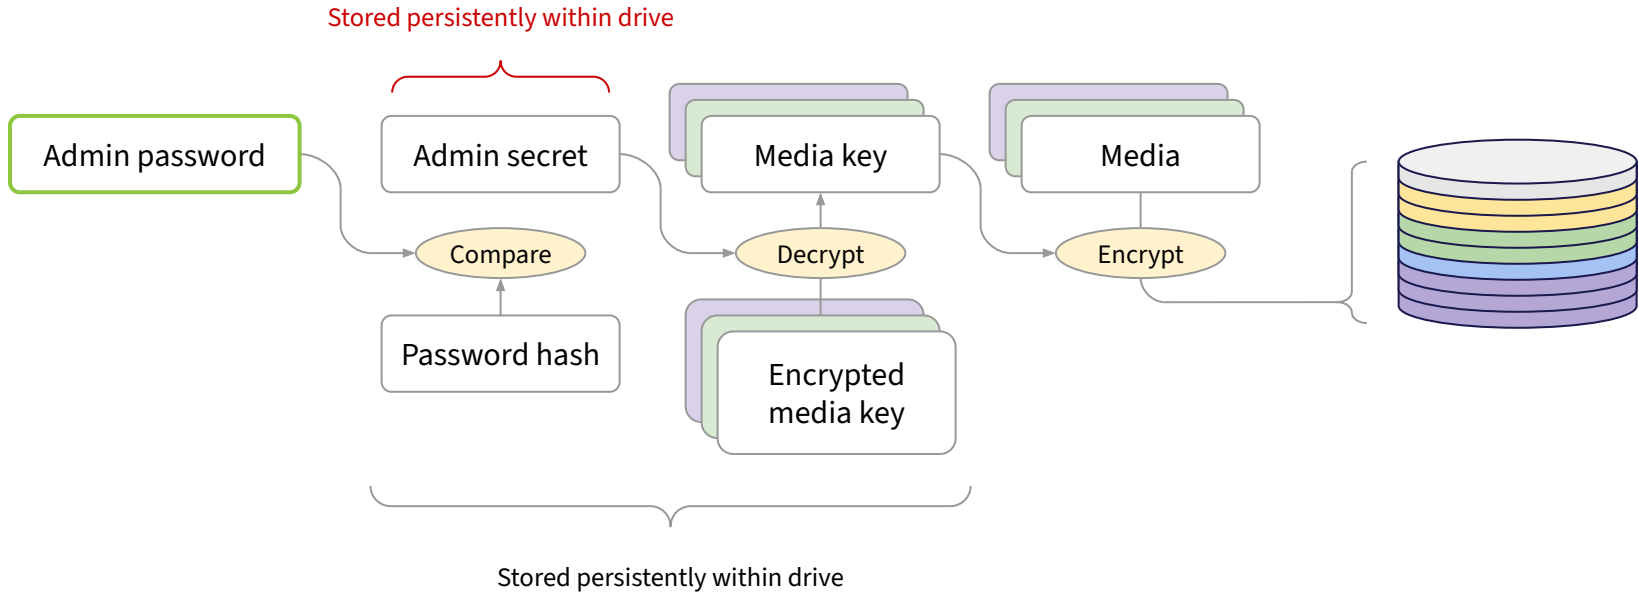 Stored persistently within drive
Admin password
Admin secret
Media key
Media
Compare
Decrypt
Encrypt
Password hash
Encrypted
media key
Stored persistently within drive